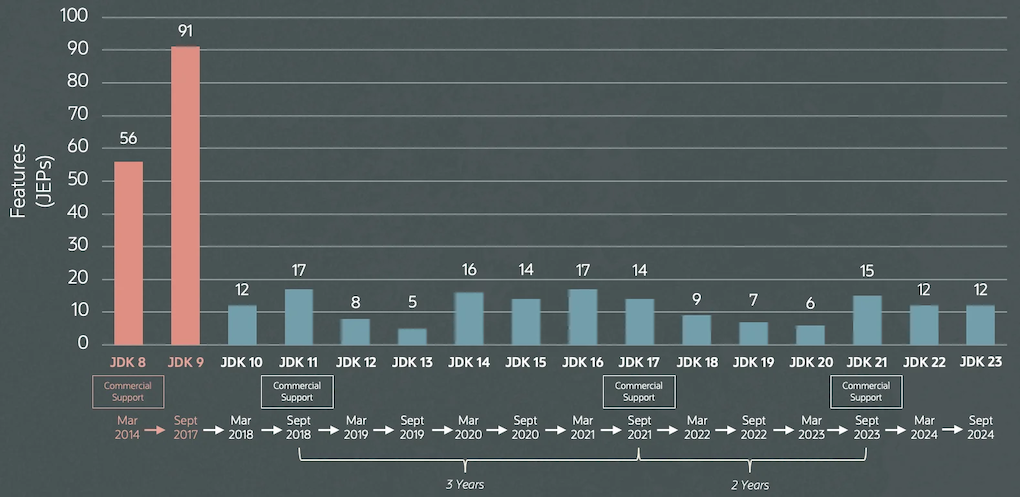 100
90
80
70
60
50
40
30
20
10
0
Features
(JEPs)
56
91
12
17
8
5
16
14
17
14
9
7
6
15
12
12
JDK 8
JDK 9
JDK 10
JDK 11
JDK 12
JDK 13
JDK 14
JDK 15
JDK 16
JDK 17
JDK 18
JDK 19
JDK 20
JDK 21
JDK 22
JDK 23
Commercial
Support
Commercial
Support
Commercial
Support
Commercial
Support
Mar
2014
Sept
2017
Mar
2018
Sept
2018
Mar
2019
Sept
2019
Mar
2020
Sept
2020
Mar
2021
Sept
2021
Mar
2022
Sept
2022
Mar
2023
Sept
2023
Mar
2024
Sept
2024
3 Years
2 Years